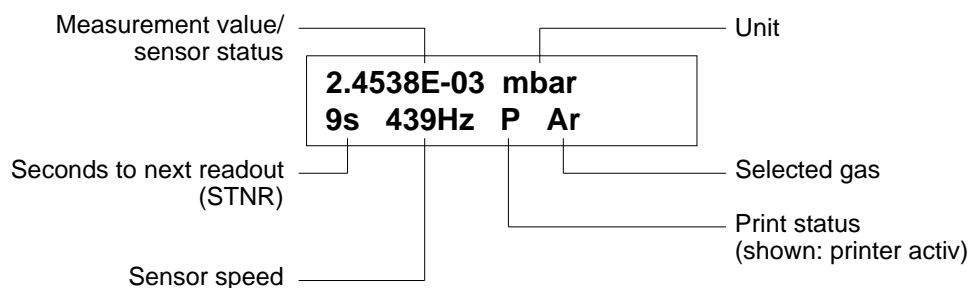 Measurement value/
sensor status
Unit
2.4538E-03 mbar
9s 439Hz P Ar
Seconds to next readout
(STNR)
Selected gas
Print status
(shown: printer activ)
Sensor speed